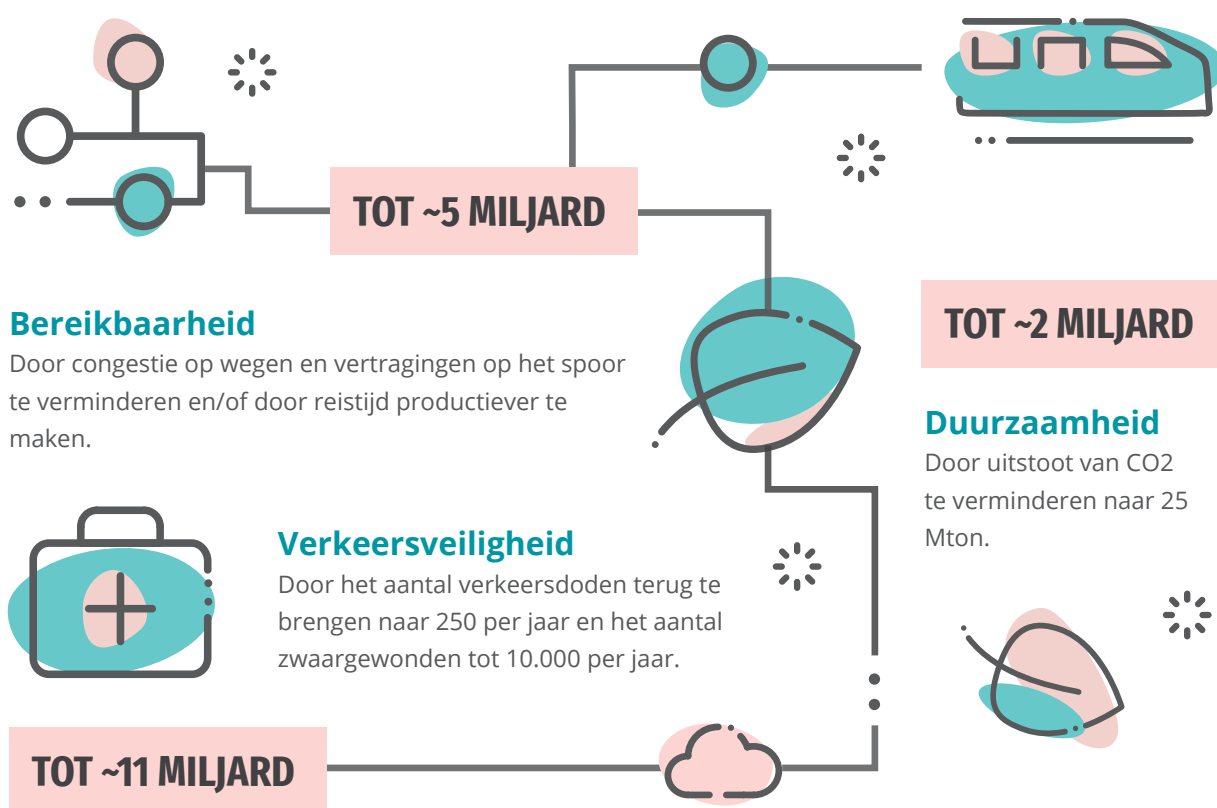 TOT ~5 MILJARD
Bereikbaarheid
Door congestie op wegen en vertragingen op het spoor
te verminderen en/of door reistijd productiever te
maken.
TOT ~2 MILJARD
Duurzaamheid
Door uitstoot van CO2
te verminderen naar 25
Mton.
Verkeersveiligheid
Door het aantal verkeersdoden terug te
brengen naar 250 per jaar en het aantal
zwaargewonden tot 10.000 per jaar.
TOT ~11 MILJARD